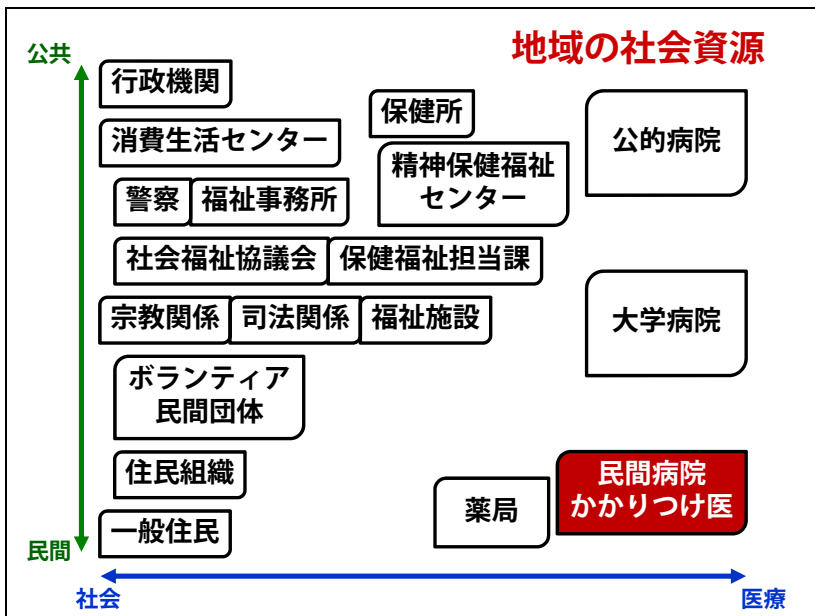 地域の社会資源
公共
行政機関
保健所
公的病院
消費生活センター
精神保健福祉
センター
警察
福祉事務所
社会福祉協議会
保健福祉担当課
大学病院
宗教関係
司法関係
福祉施設
ボランティア
民間団体
住民組織
民間病院
かかりつけ医
薬局
一般住民
民間
社会
医療